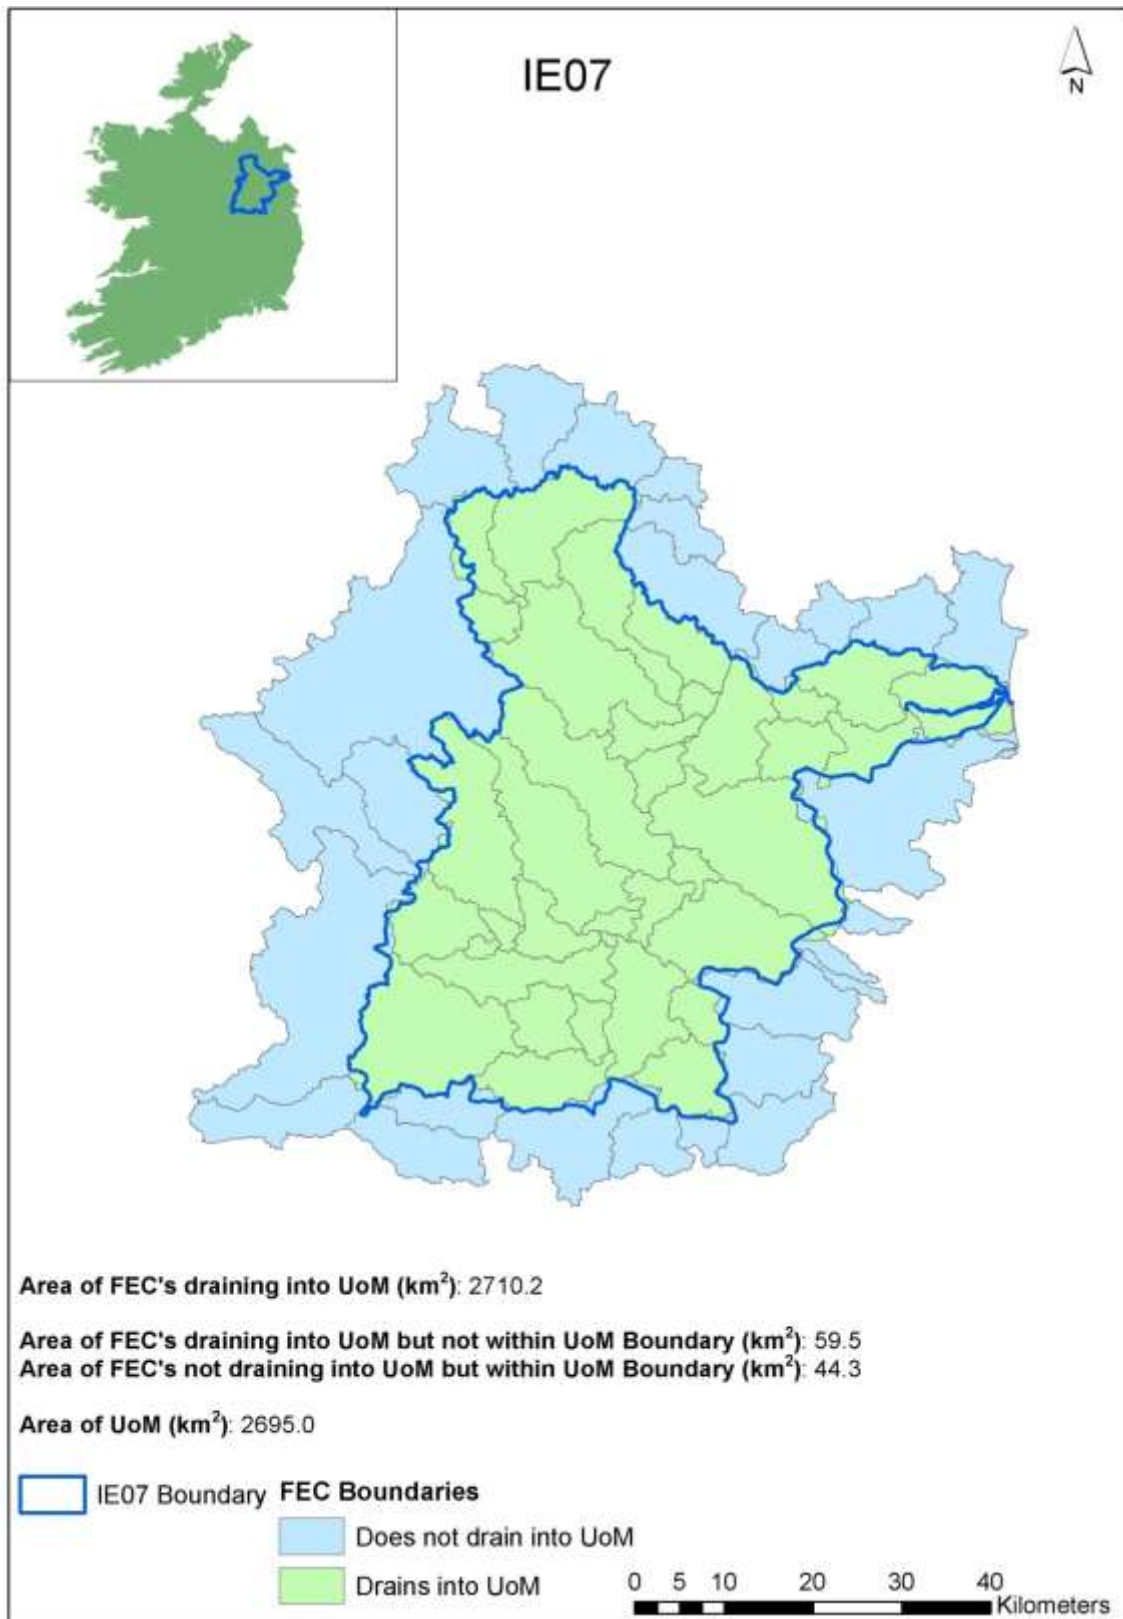 IE07
N
Area of FEC's draining into UoM (km²): 2710.2
Area of FEC's draining into UoM but not within UoM Boundary (km²): 59.5
Area of FEC's not draining into UoM but within UoM Boundary (km²): 44.3
Area of UoM (km²): 2695.0
IE07 Boundary
FEC Boundaries
Does not drain into UoM
Drains into UoM
0 5 10 20 30 40
Kilometers